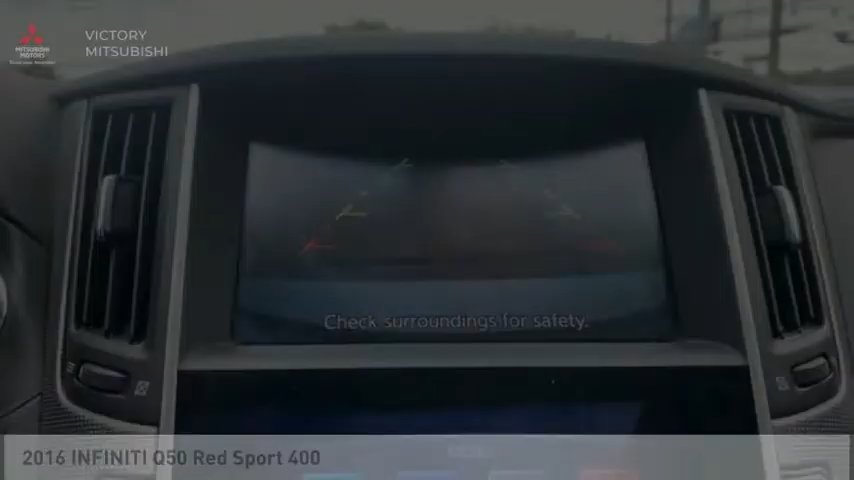 VICTORY
MITSUBISHI
MITSUBISHI
MOTORS
Check surroundings for safety.
2016 INFINITI Q50 Red Sport 400